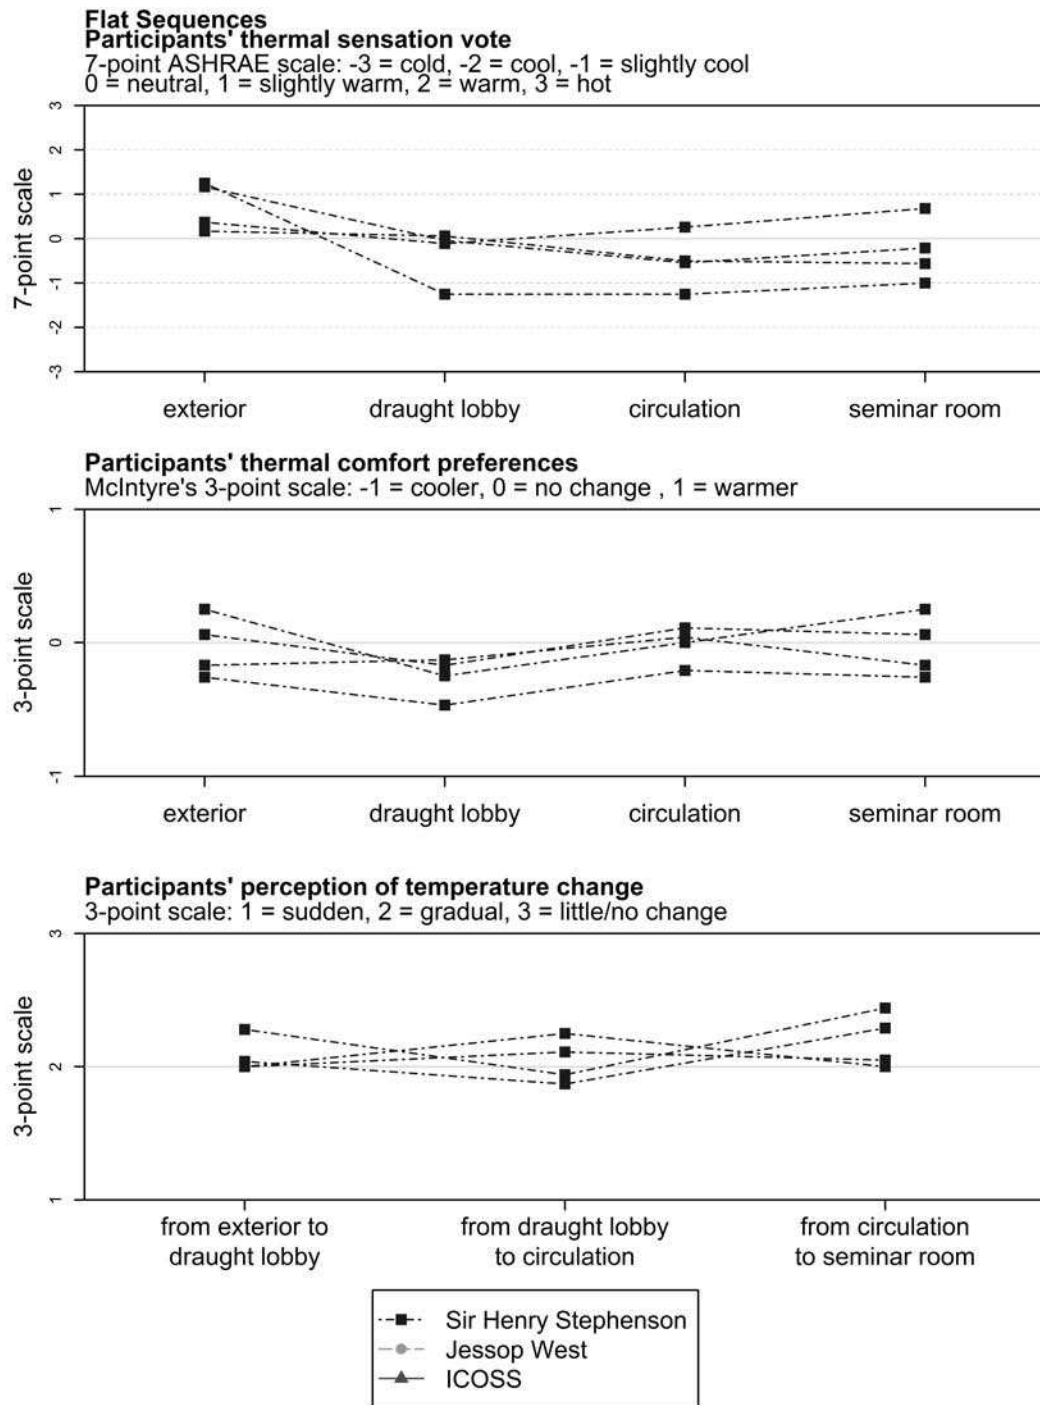 Flat Sequences
Participants' thermal sensation vote
7-point ASHRAE scale: -3 = cold, -2 = cool, -1 = slightly cool
0 = neutral, 1 = slightly warm, 2 = warm, 3 = hot
7-point scale
3
2
1
0
-1
-2
-3
exterior
draught lobby
circulation
seminar room
Participants' thermal comfort preferences
McIntyre's 3-point scale: -1 = cooler, 0 = no change , 1 = warmer
3-point scale
1
0
-1
exterior
draught lobby
circulation
seminar room
Participants' perception of temperature change
3-point scale: 1 = sudden, 2 = gradual, 3 = little/no change
3-point scale
3
2
1
from exterior to
draught lobby
from draught lobby
to circulation
from circulation
to seminar room
Sir Henry Stephenson
Jessop West
ICOSS